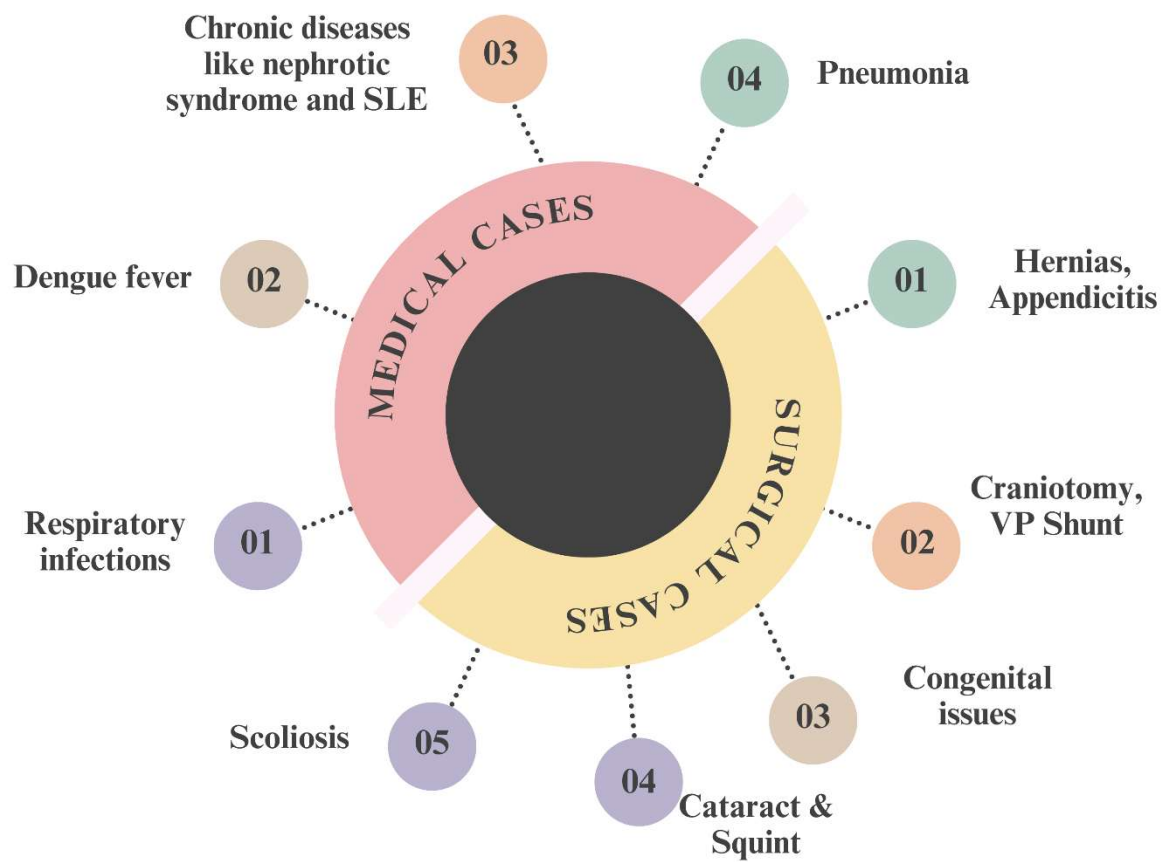 Chronic diseases
like nephrotic
syndrome and SLE
03
04
Pneumonia
Dengue fever
02
MEDICAL CASES
01
Hernias,
Appendicitis
Respiratory
infections
01
SURGICAL CASES
02
Craniotomy,
VP Shunt
Scoliosis
05
04
Cataract &
Squint
03
Congenital
issues